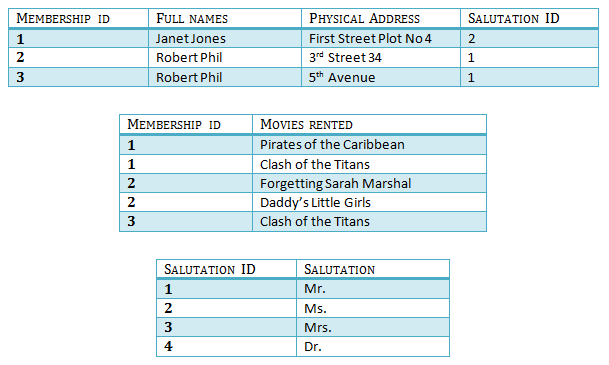 MEMBERSHIP ID FULL NAMES PHYSICAL ADDRESS SALUTATION ID
1 Janet Jones First Street Plot No 4 2
2 Robert Phil 3rd Street 34 1
3 Robert Phil 5th Avenue 1
MEMBERSHIP ID MOVIES RENTED
1 Pirates of the Caribbean
1 Clash of the Titans
2 Forgetting Sarah Marshal
2 Daddy's Little Girls
3 Clash of the Titans
SALUTATION ID SALUTATION
1 Mr.
2 Ms.
3 Mrs.
4 Dr.